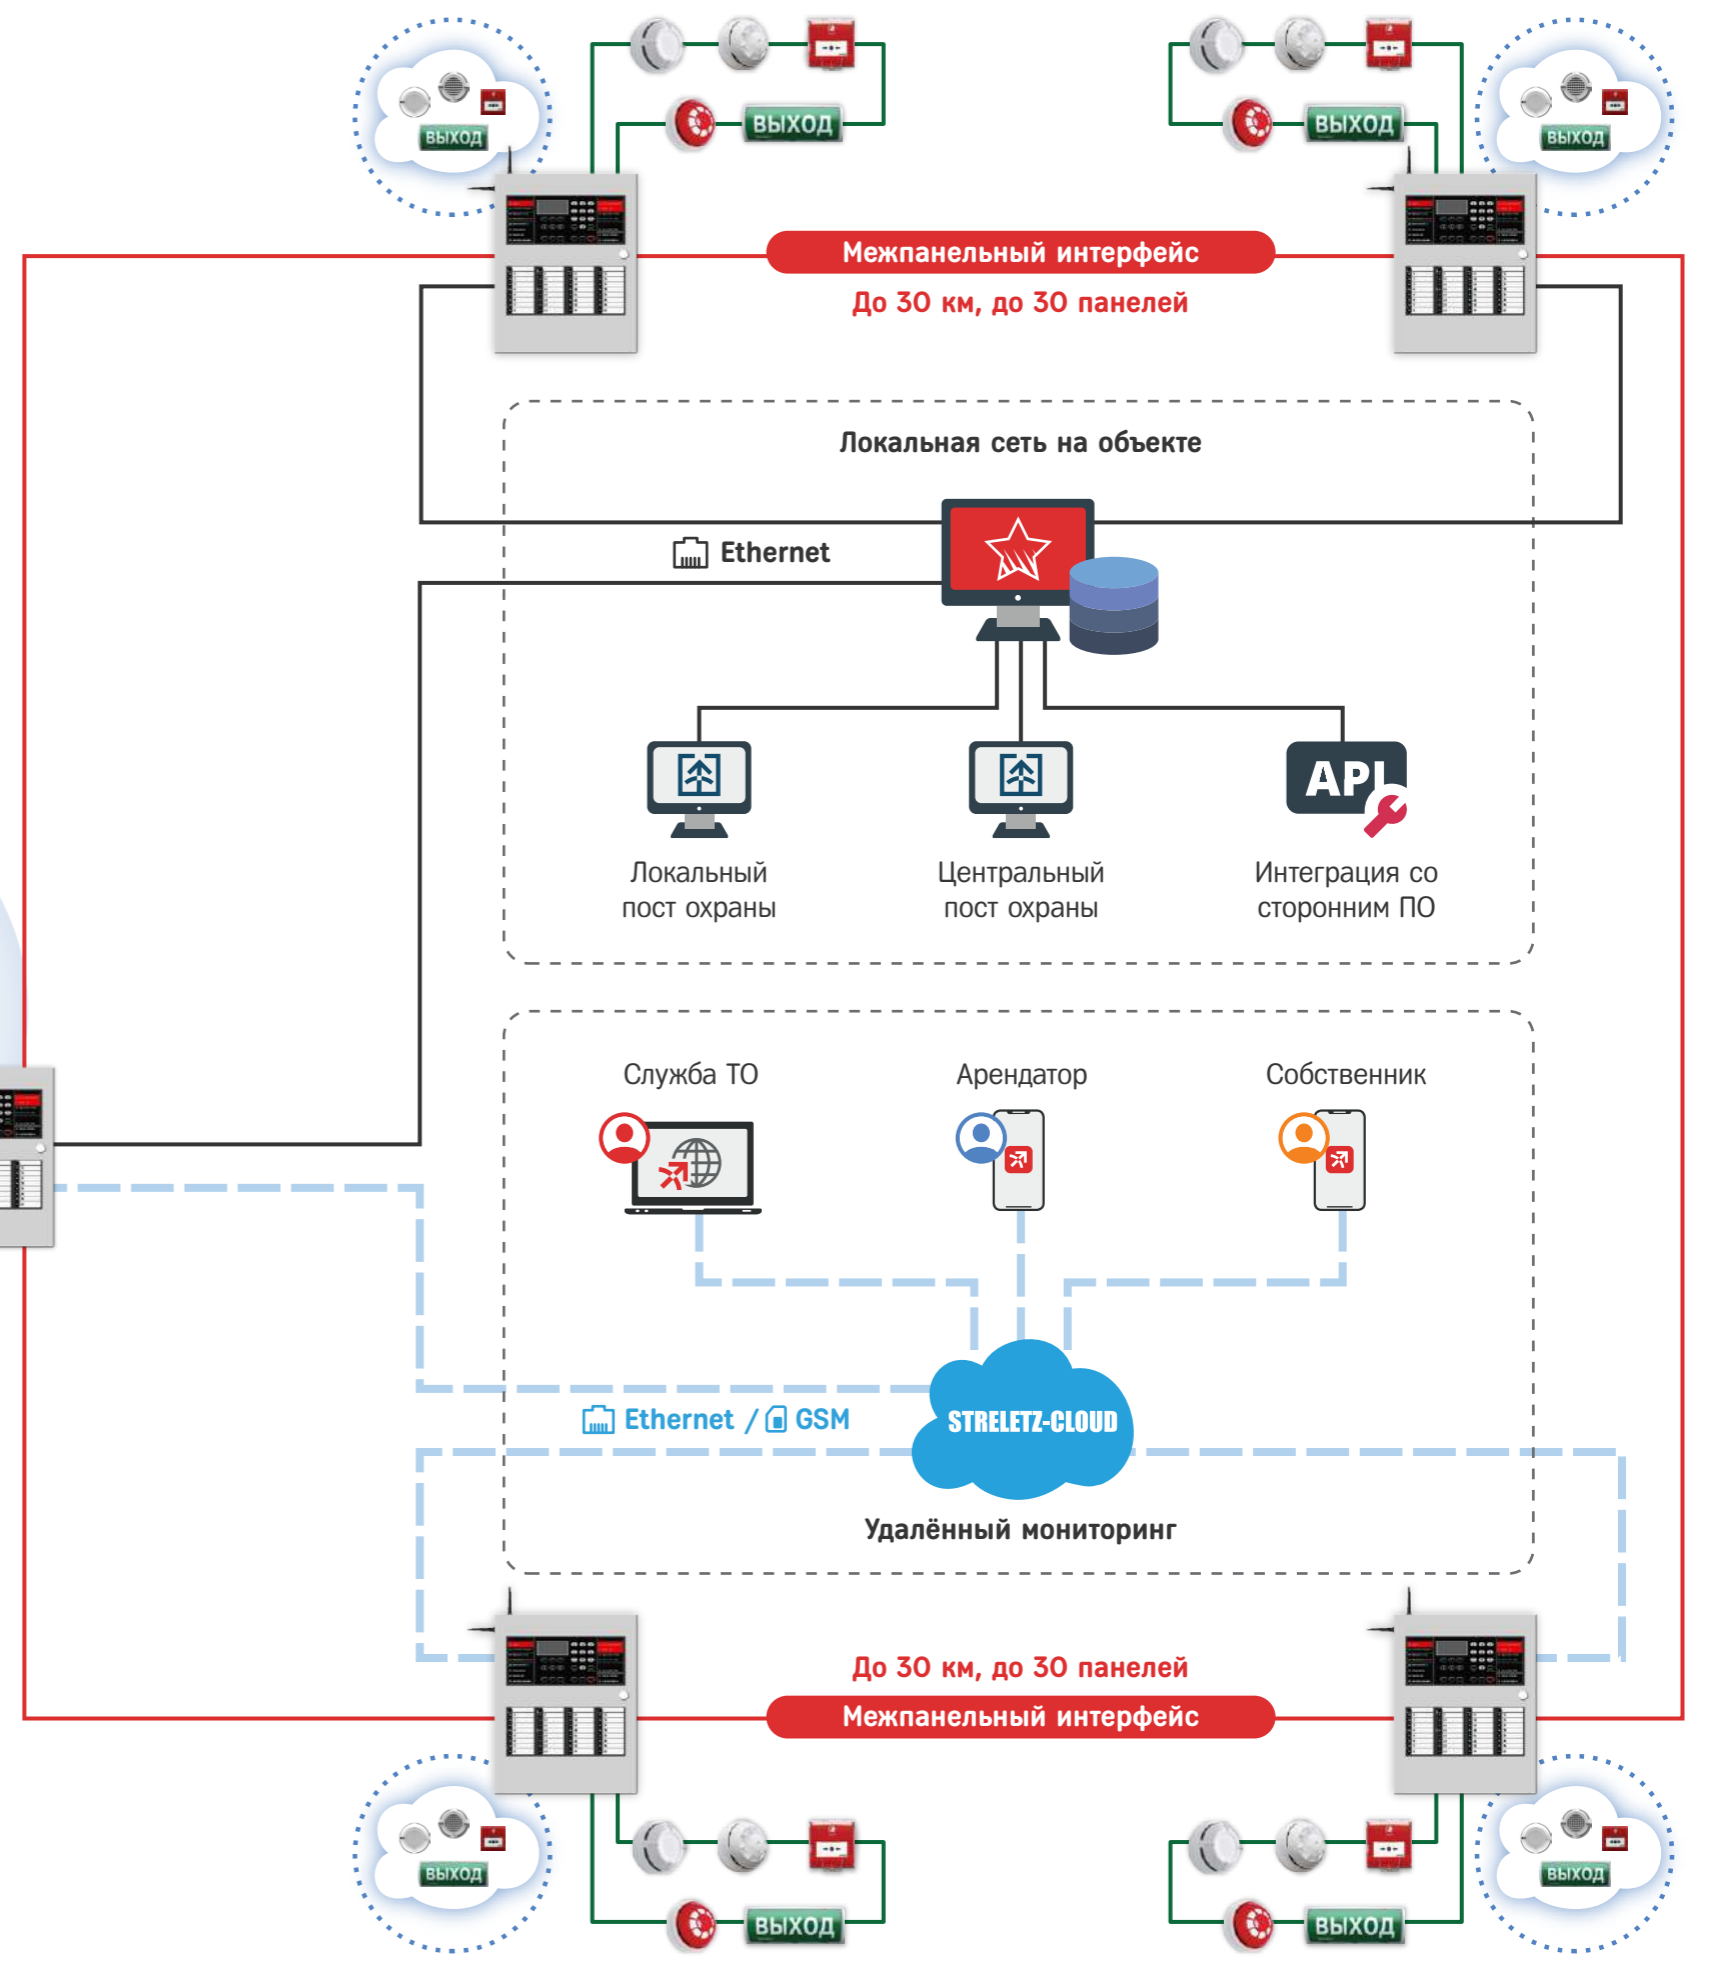 ВЫХОД
ВЫХОД
ВЫХОД
ВЫХОД
Межпанельный интерфейс
До 30 км, до 30 панелей
Локальная сеть на объекте
Ethernet
API
Локальный
пост охраны
Центральный
пост охраны
Интеграция со
сторонним ПО
Служба ТО
Арендатор
Собственник
Ethernet / GSM
STRELETZ-CLOUD
Удалённый мониторинг
До 30 км, до 30 панелей
Межпанельный интерфейс
ВЫХОД
ВЫХОД
ВЫХОД
ВЫХОД